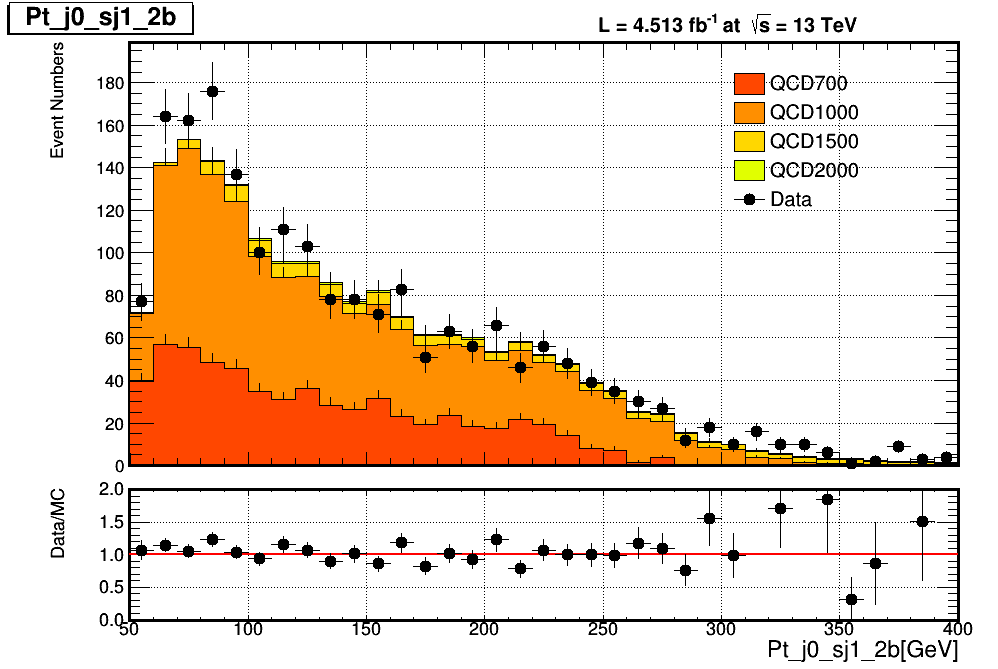 Pt_j0_sj1_2b
L = 4.513 fb-1 at √s = 13 TeV
Event Numbers
180
160
140
120
100
80
60
40
20
0
QCD700
QCD1000
QCD1500
QCD2000
Data
Data/MC
2.0
1.5
1.0
0.5
0.0
50 100 150 200 250 300 350 400
Pt_j0_sj1_2b[GeV]